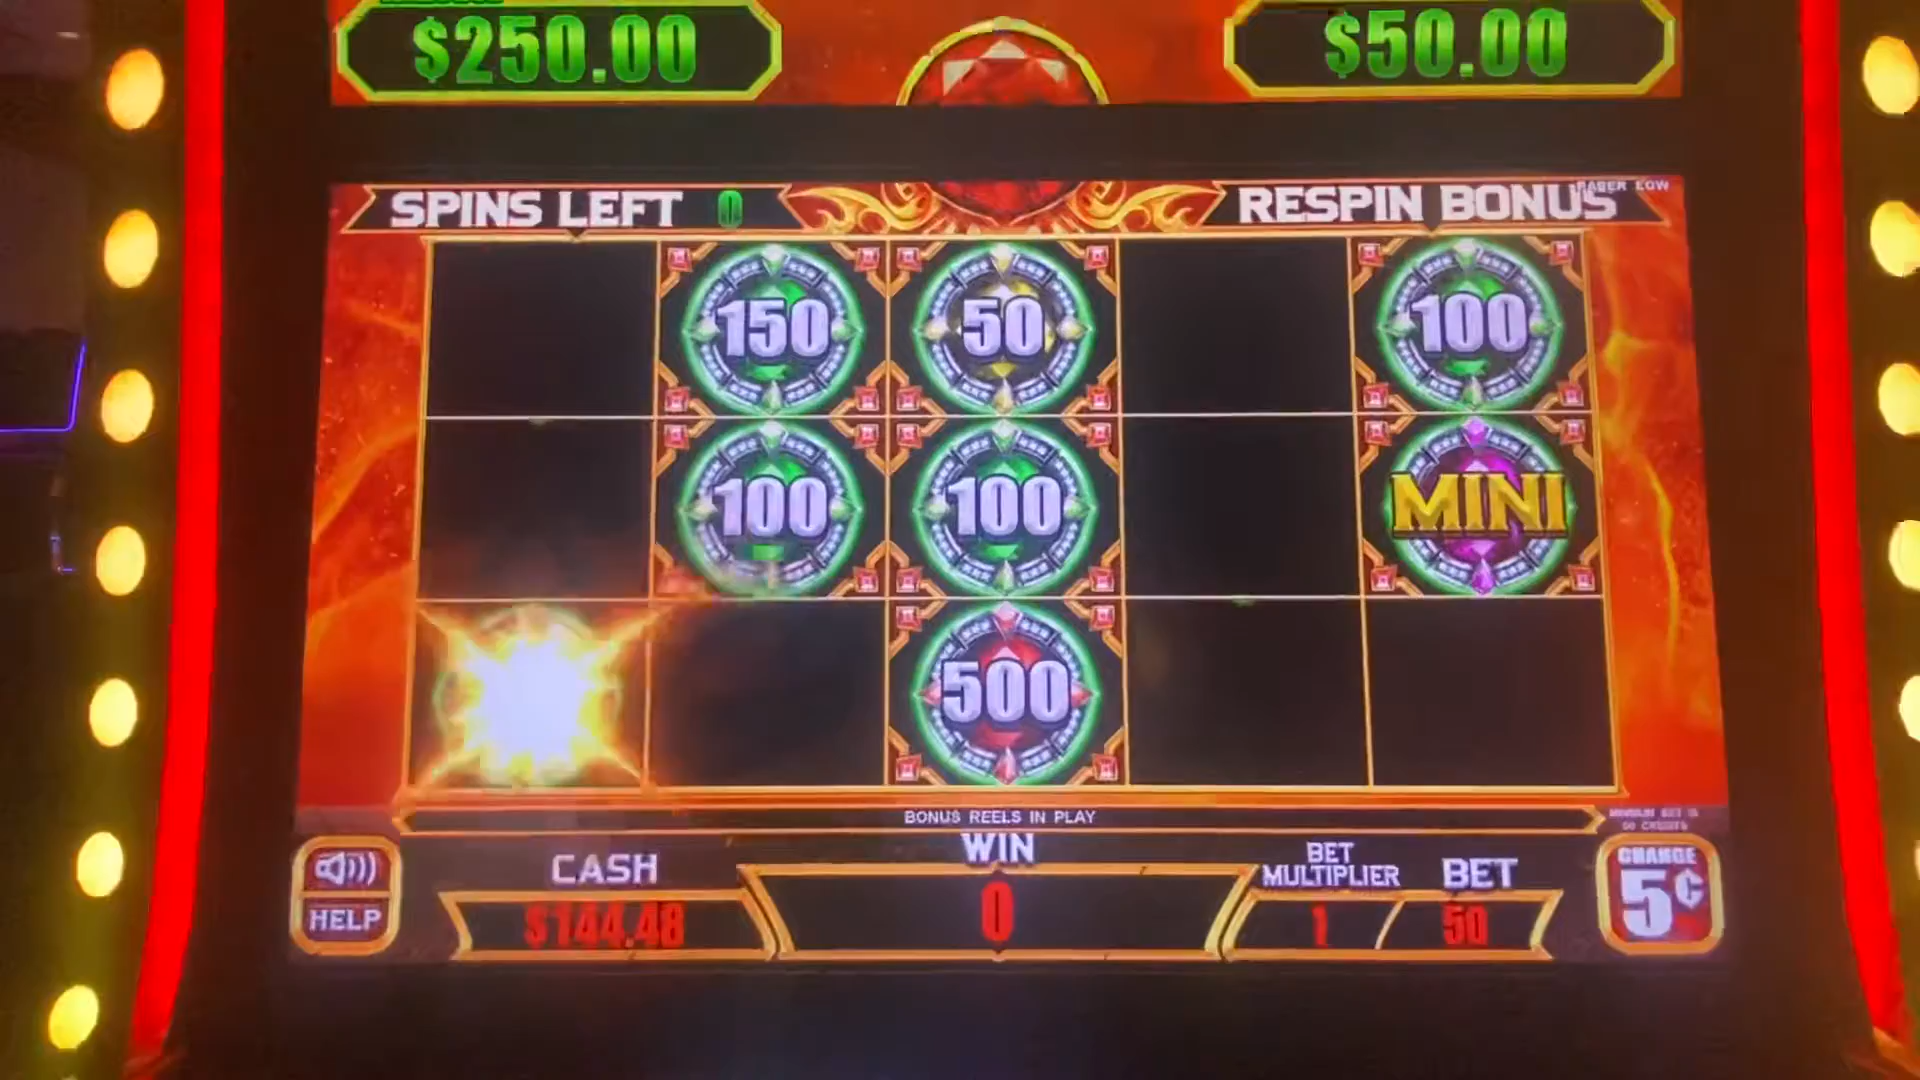 $250.00
$50.00
SPINS LEFT 0
RESPIN BONUS
150
50
100
100
100
MINI
500
BONUS REELS IN PLAY
WIN
0
CASH
$144.48
BET MULTIPLIER
1
BET
50
HELP
CHANGE
5¢